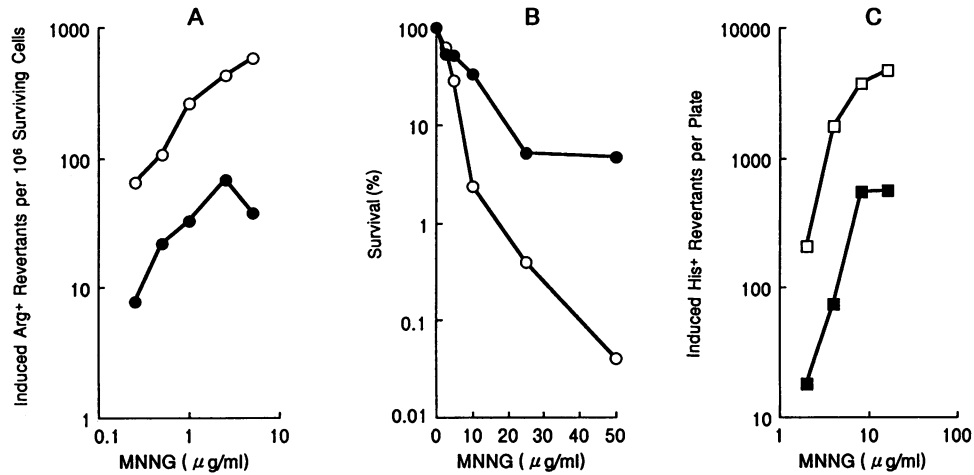 A
B
C
Induced Arg+ Revertants per 10⁶ Surviving Cells
1000
100
10
1
0.1
1
10
MNNG ( μg/ml)
Survival (%)
100
10
1
0.1
0.01
0
10
20
30
40
50
MNNG ( μg/ml)
Induced His+ Revertants per Plate
10000
1000
100
10
1
10
100
MNNG ( μg/ml)